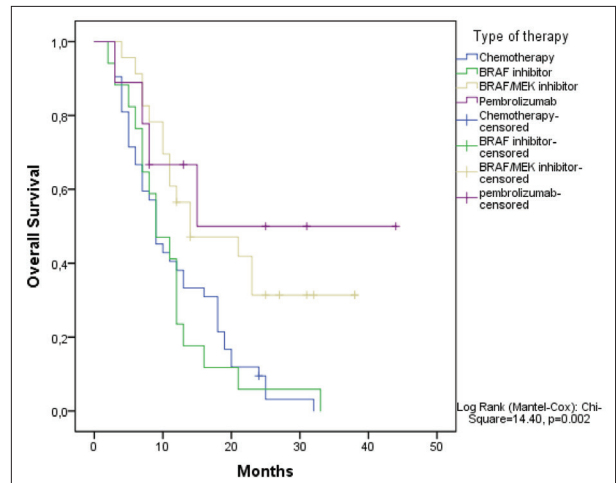 Type of therapy
Chemotherapy
BRAF inhibitor
BRAF/MEK inhibitor
Pembrolizumab
Chemotherapy-
censored
BRAF inhibitor-
censored
BRAF/MEK inhibitor-
censored
pembrolizumab-
censored
Overall Survival
1,0
0,8
0,6
0,4
0,2
0,0
0
10
20
30
40
50
Months
Log Rank (Mantel-Cox): Chi-
Square=14.40, p=0.002